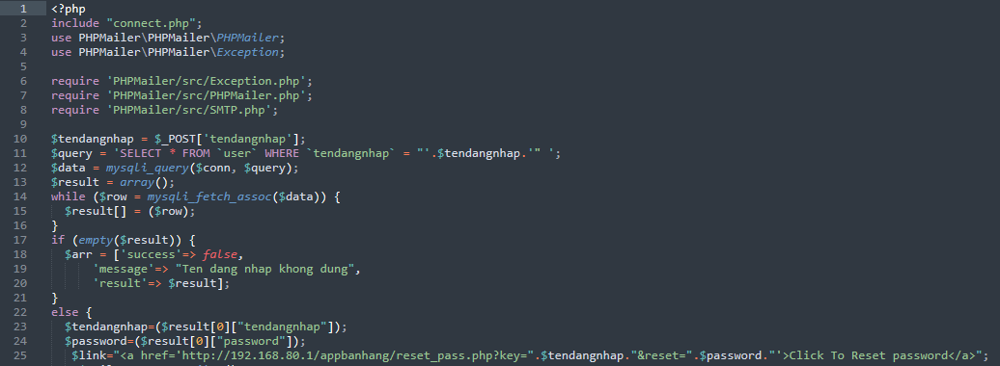 1 <?php
2 include "connect.php";
3 use PHPMailer\PHPMailer\PHPMailer;
4 use PHPMailer\PHPMailer\Exception;
5
6 require 'PHPMailer/src/Exception.php';
7 require 'PHPMailer/src/PHPMailer.php';
8 require 'PHPMailer/src/SMTP.php';
9
10 $tendangnhap = $_POST['tendangnhap'];
11 $query = 'SELECT * FROM `user` WHERE `tendangnhap` = "'.$tendangnhap.'" ';
12 $data = mysqli_query($conn, $query);
13 $result = array();
14 while ($row = mysqli_fetch_assoc($data)) {
15 $result[] = ($row);
16 }
17 if (empty($result)) {
18 $arr = ['success'=> false,
19 'message'=> "Ten dang nhap khong dung",
20 'result'=> $result];
21 }
22 else {
23 $tendangnhap=($result[0]["tendangnhap"]);
24 $password=($result[0]["password"]);
25 $link="<a href='http://192.168.80.1/appbanhang/reset_pass.php?key=".$tendangnhap."&reset=".$password."'>Click To Reset password</a>";